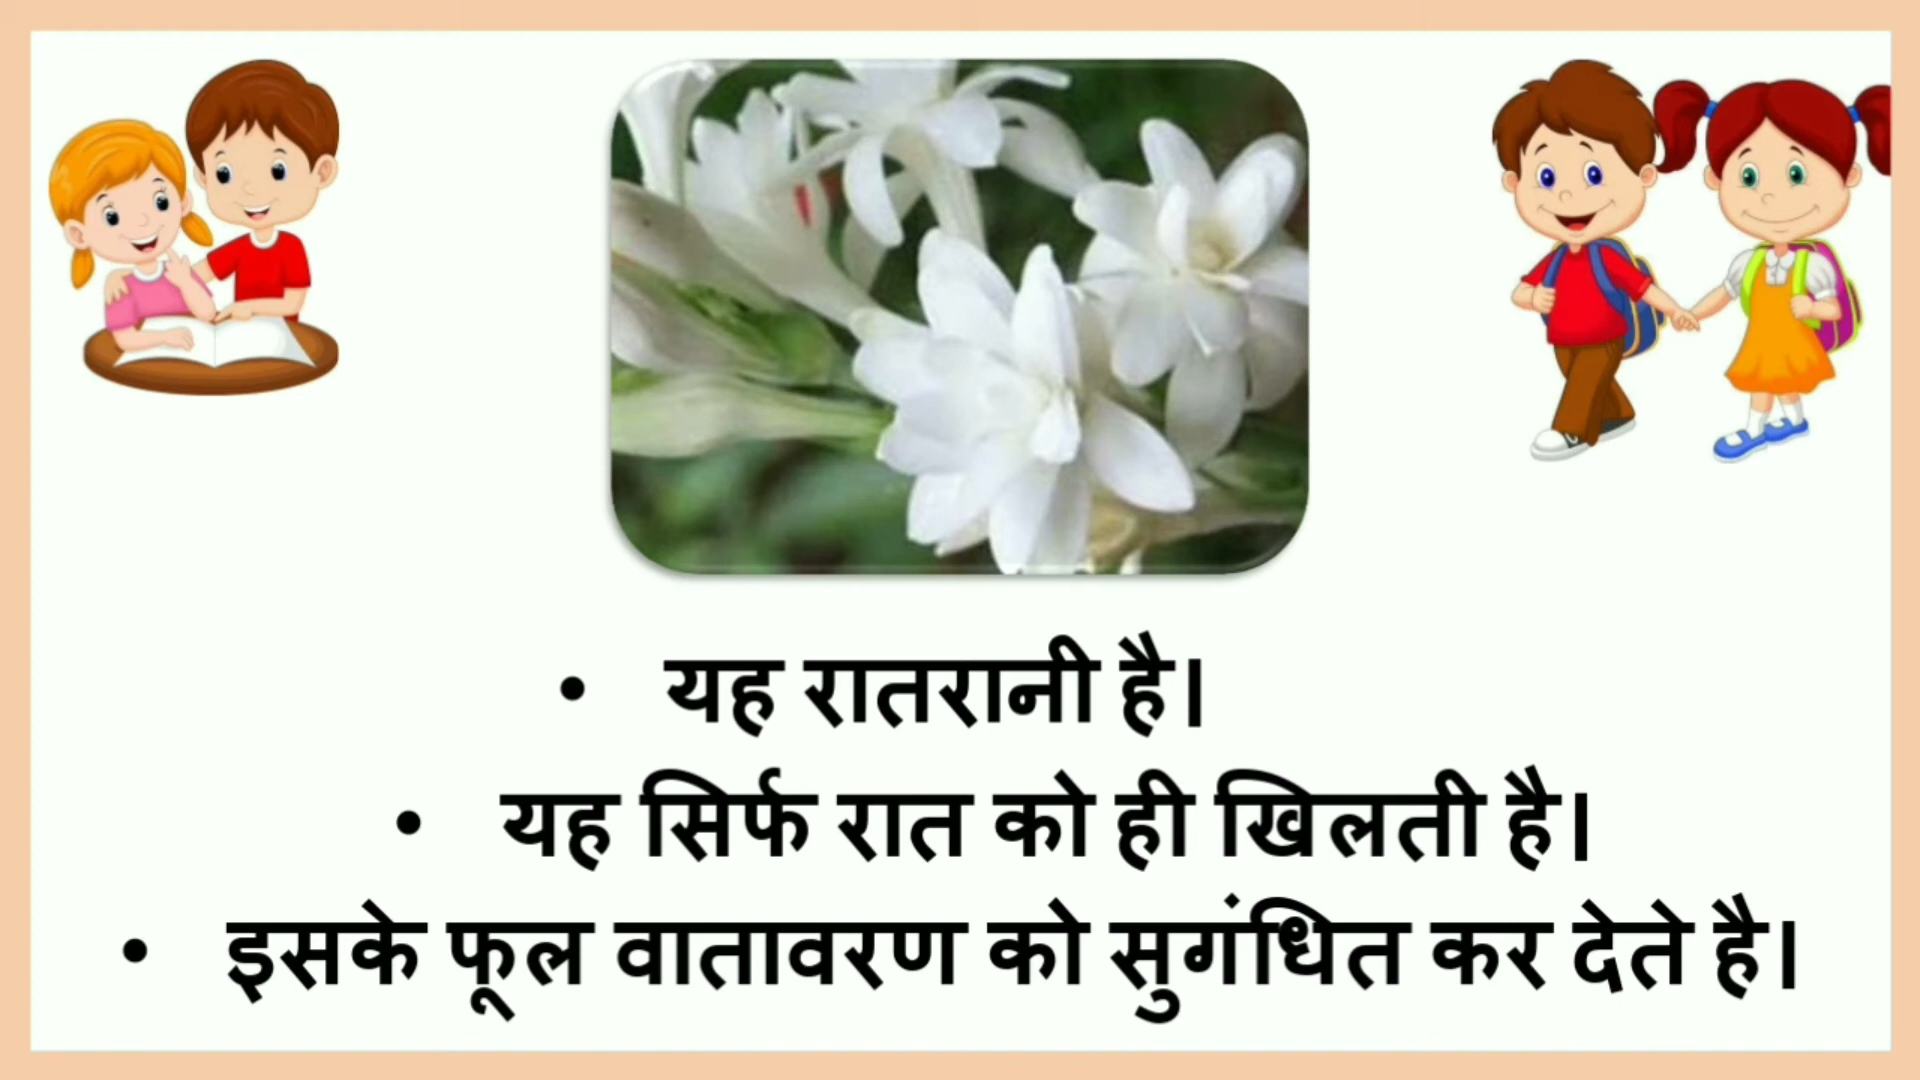 • यह रातरानी है।
• यह सिर्फ रात को ही खिलती है।
• इसके फूल वातावरण को सुगंधित कर देते है।